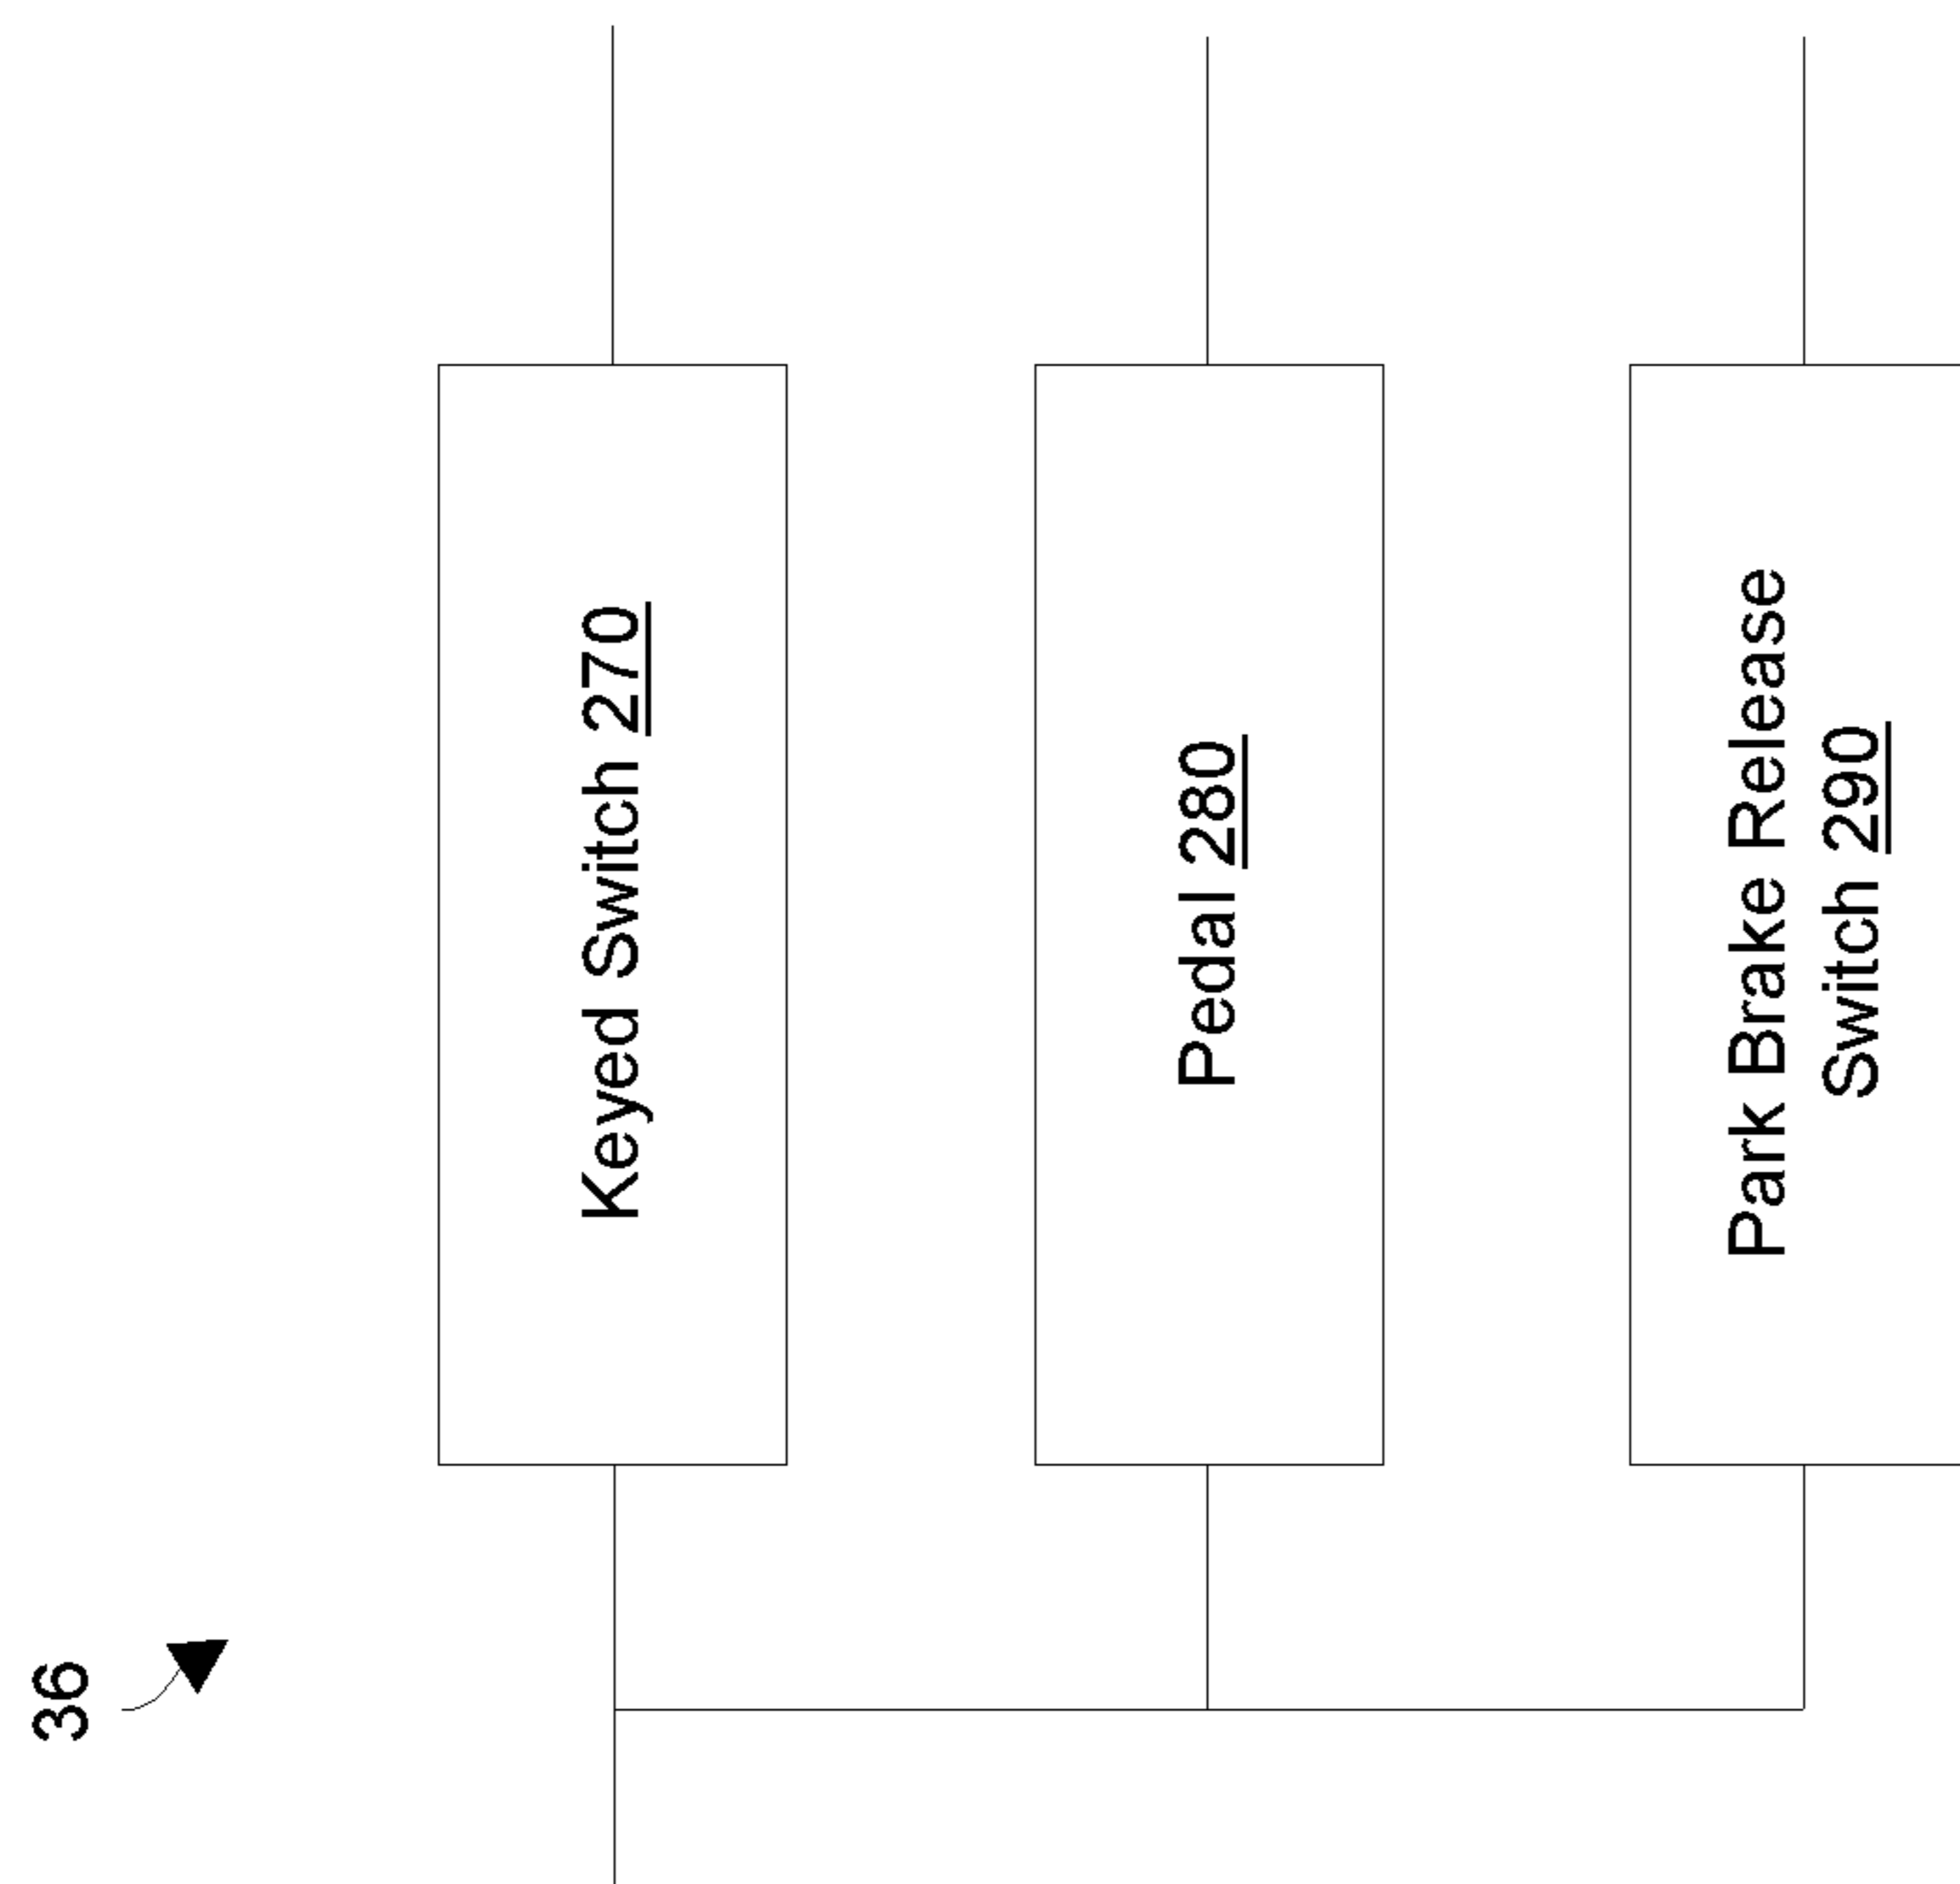 36
Keyed Switch 270
Pedal 280
Park Brake Release
Switch 290